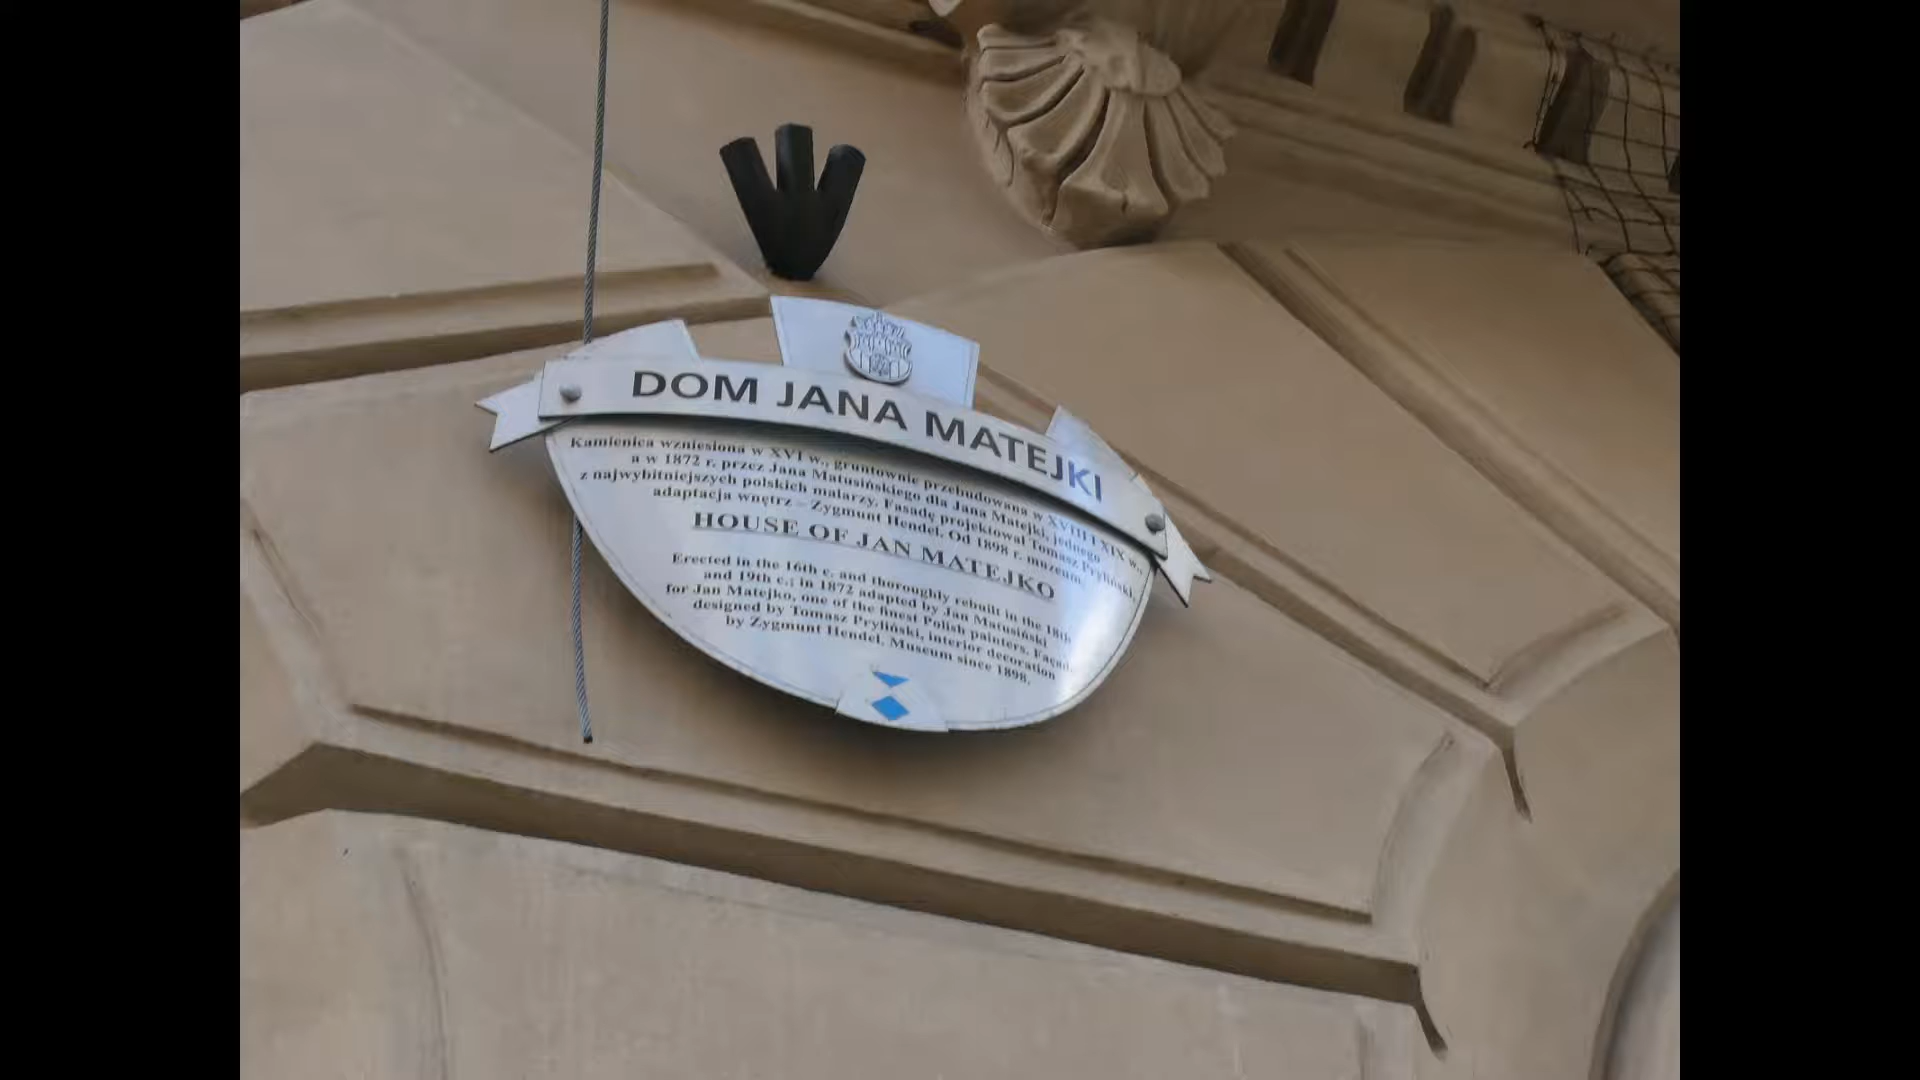 DOM JANA MATEJKI
Kamienica wzniesiona w XVI w., gruntownie przebudowana w XVIII i XIX w.,
a w 1872 r. przez Jana Matusińskiego dla Jana Matejki, jednego
z najwybitniejszych polskich malarzy. Fasadę projektował Tomasz Pryliński,
adaptacja wnętrz – Zygmunt Hendel. Od 1898 r. muzeum.
HOUSE OF JAN MATEJKO
Erected in the 16th c. and thoroughly rebuilt in the 18th
and 19th c.; in 1872 adapted by Jan Matusiński
for Jan Matejko, one of the finest Polish painters.
designed by Tomasz Pryliński, interior decoration
by Zygmunt Hendel. Museum since 1898.